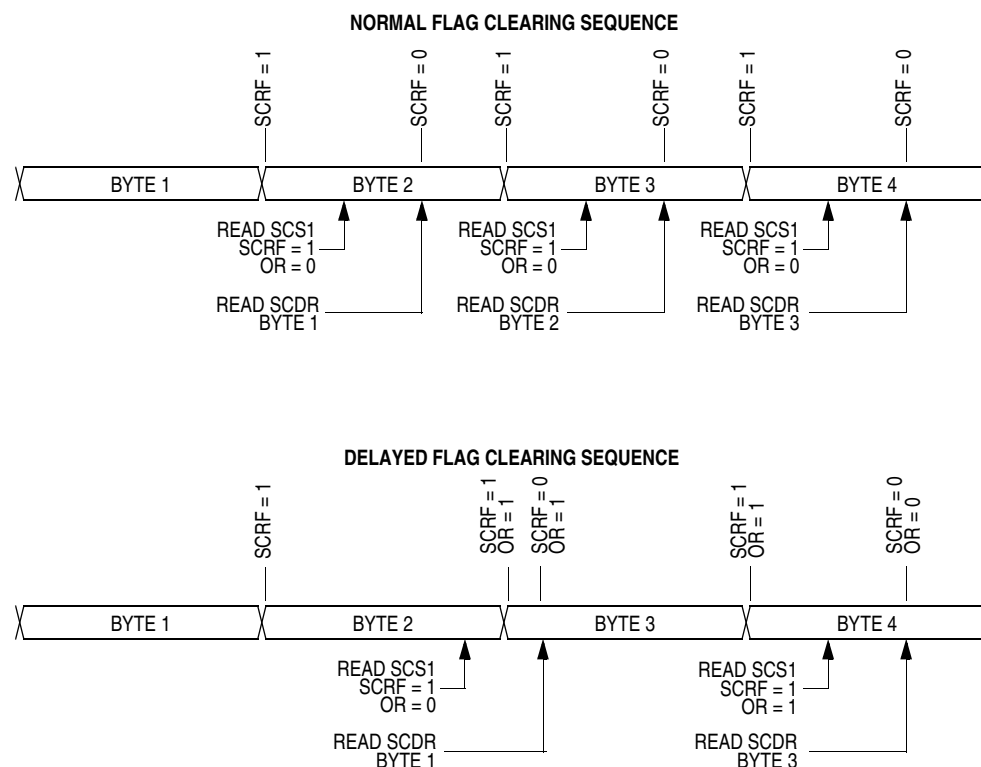 NORMAL FLAG CLEARING SEQUENCE
SCRF = 1
SCRF = 0
SCRF = 1
SCRF = 0
SCRF = 1
SCRF = 0
BYTE 1
BYTE 2
BYTE 3
BYTE 4
READ SCS1
SCRF = 1
OR = 0
READ SCS1
SCRF = 1
OR = 0
READ SCS1
SCRF = 1
OR = 0
READ SCDR
BYTE 1
READ SCDR
BYTE 2
READ SCDR
BYTE 3
DELAYED FLAG CLEARING SEQUENCE
SCRF = 1
SCRF = 1
OR = 1
SCRF = 0
OR = 1
SCRF = 1
OR = 1
SCRF = 0
OR = 0
BYTE 1
BYTE 2
BYTE 3
BYTE 4
READ SCS1
SCRF = 1
OR = 0
READ SCS1
SCRF = 1
OR = 1
READ SCDR
BYTE 1
READ SCDR
BYTE 3